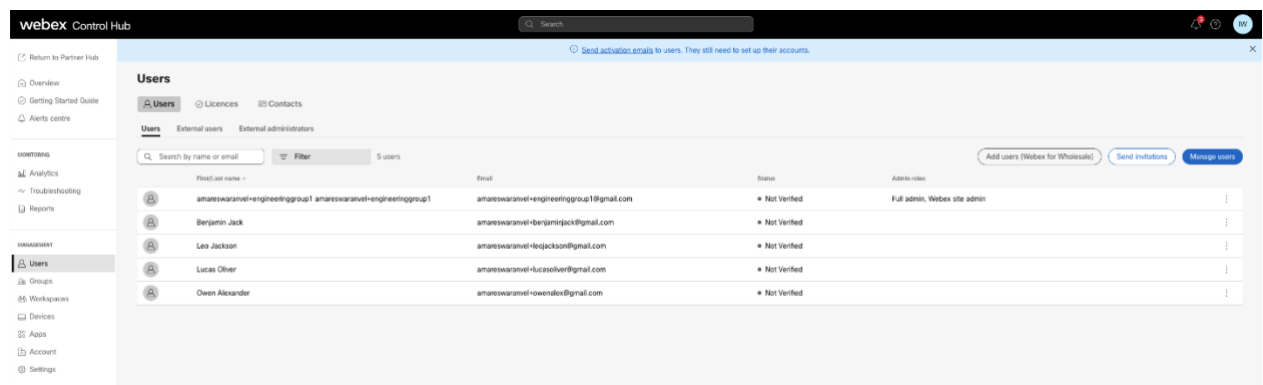 webex Control Hub
Search
IW
Return to Partner Hub
Send activation emails to users. They still need to set up their accounts.
Overview
Getting Started Guide
Alerts centre
Users
Users Licences Contacts
Users External users External administrators
MONITORING
Analytics
Troubleshooting
Reports
Search by name or email Filter 5 users Add users (Webex for Wholesale) Send invitations Manage users
First/Last name Email Status Admin roles
amareswaranvel+engineeringgroup1 amareswaranvel+engineeringgroup1 amareswaranvel+engineeringgroup1@gmail.com Not Verified Full admin, Webex site admin
Benjamin Jack amareswaranvel+benjaminjack@gmail.com Not Verified
Leo Jackson amareswaranvel+leojackson@gmail.com Not Verified
Lucas Oliver amareswaranvel+lucasoliver@gmail.com Not Verified
Owen Alexander amareswaranvel+owenalex@gmail.com Not Verified
MANAGEMENT
Users
Groups
Workspaces
Devices
Apps
Account
Settings